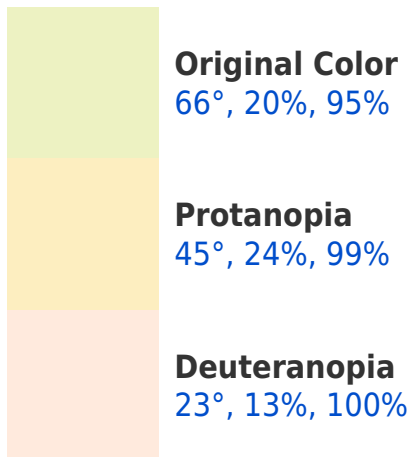 Original Color
66°, 20%, 95%
Protanopia
45°, 24%, 99%
Deuteranopia
23°, 13%, 100%